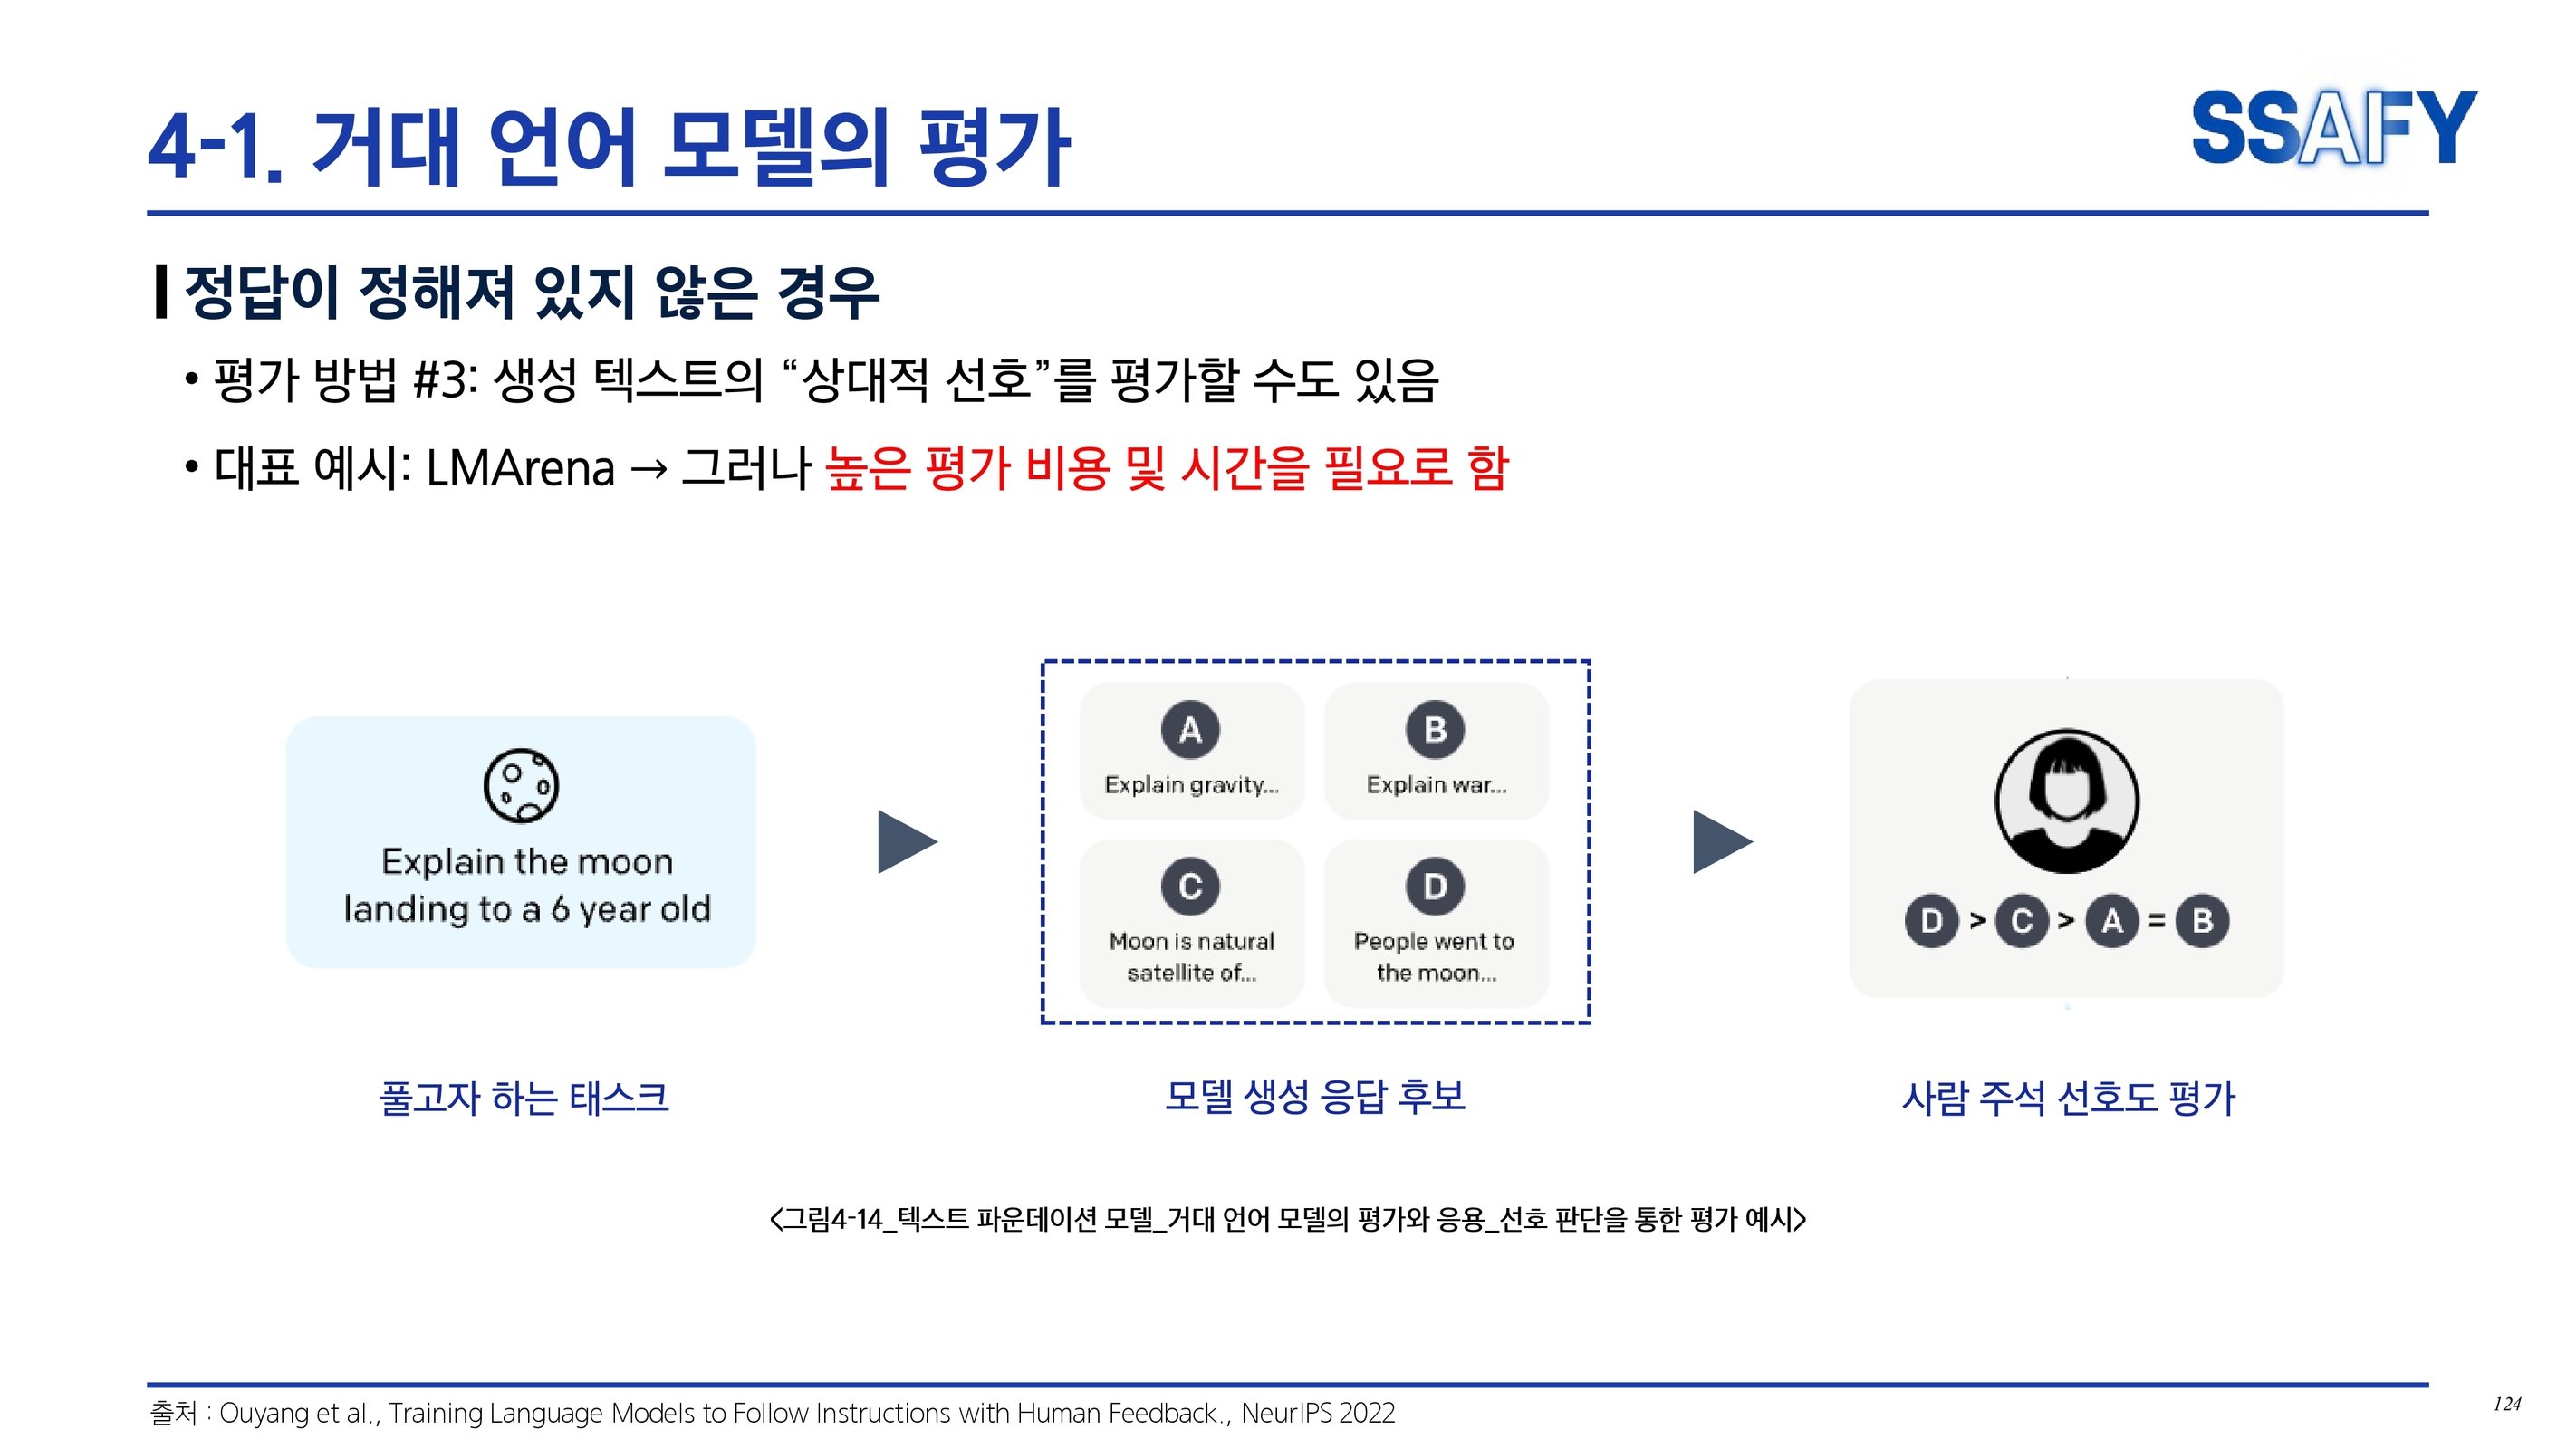 4-1. 거대 언어 모델의 평가
SSAFY
정답이 정해져 있지 않은 경우
• 평가 방법 #3: 생성 텍스트의 “상대적 선호”를 평가할 수도 있음
• 대표 예시: LMArena → 그러나 높은 평가 비용 및 시간을 필요로 함
Explain the moon
landing to a 6 year old
A
Explain gravity...
B
Explain war...
C
Moon is natural
satellite of...
D
People went to
the moon...
D > C > A = B
풀고자 하는 태스크
모델 생성 응답 후보
사람 주석 선호도 평가
<그림4-14_텍스트 파운데이션 모델_거대 언어 모델의 평가와 응용_선호 판단을 통한 평가 예시>
출처 : Ouyang et al., Training Language Models to Follow Instructions with Human Feedback., NeurIPS 2022
124